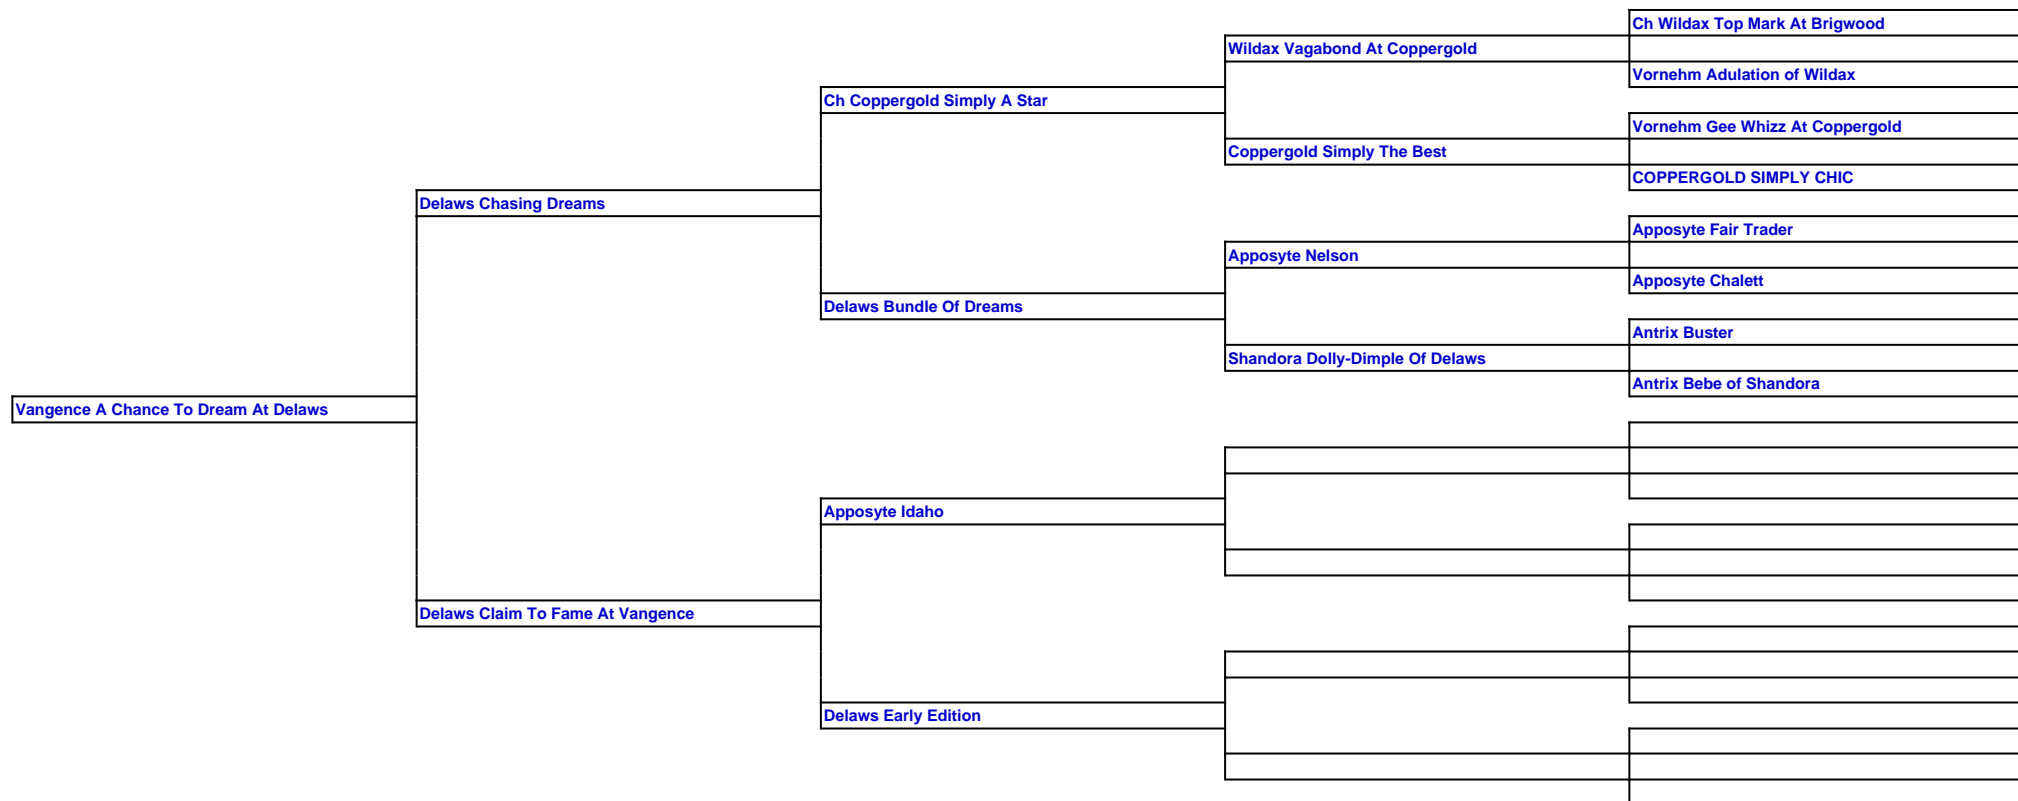 Ch Wildax Top Mark At Brigwood
Wildax Vagabond At Coppergold
Vornehm Adulation of Wildax
Ch Coppergold Simply A Star
Vornehm Gee Whizz At Coppergold
Coppergold Simply The Best
COPPERGOLD SIMPLY CHIC
Delaws Chasing Dreams
Apposyte Fair Trader
Apposyte Nelson
Apposyte Chalett
Delaws Bundle Of Dreams
Antrix Buster
Shandora Dolly-Dimple Of Delaws
Antrix Bebe of Shandora
Vangence A Chance To Dream At Delaws
Apposyte Idaho
Delaws Claim To Fame At Vangence
Delaws Early Edition